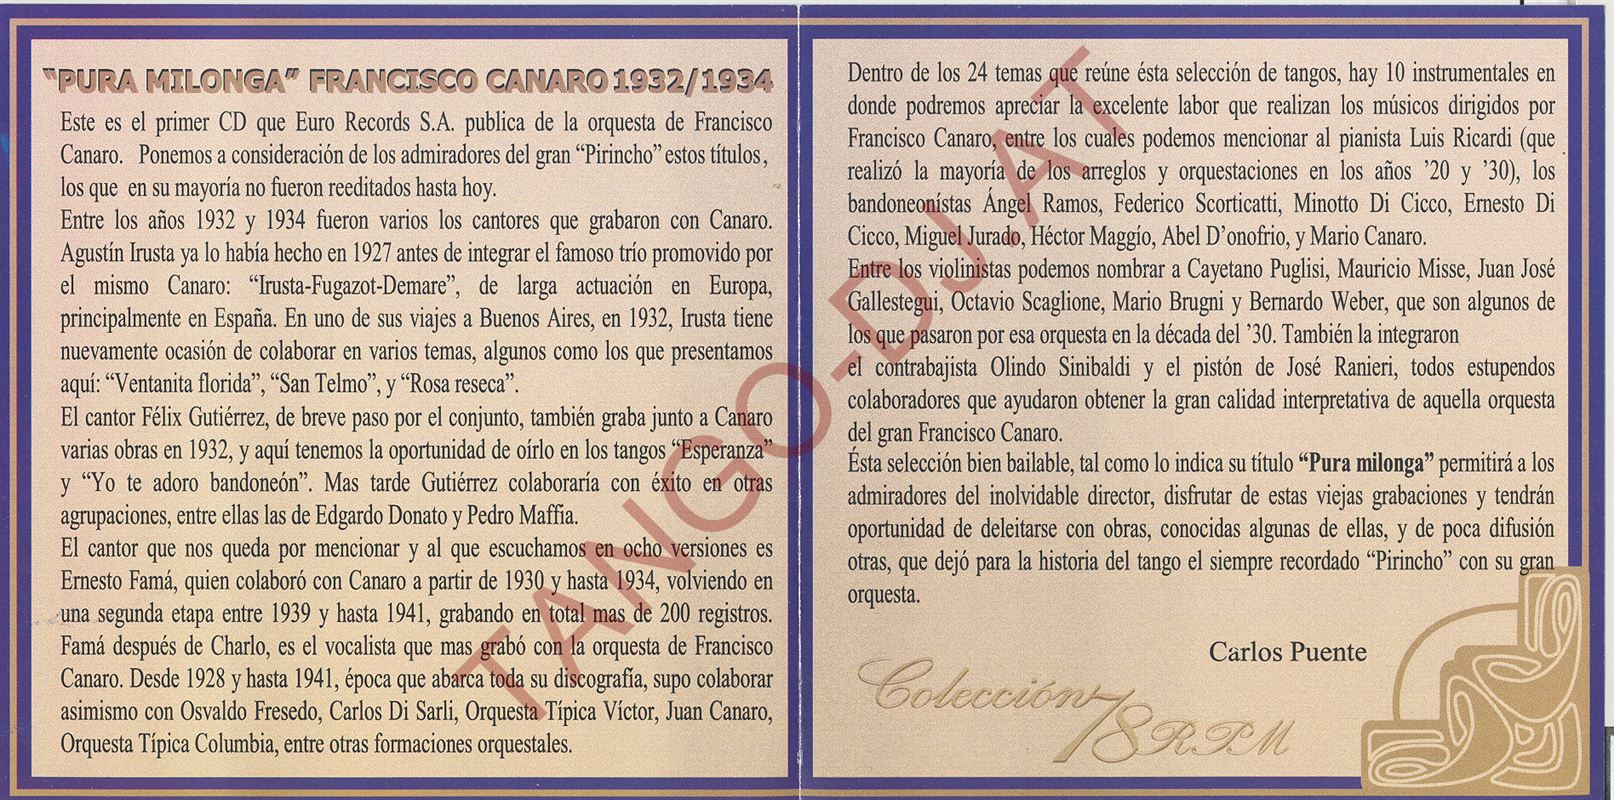 “PURA MILONGA” FRANCISCO CANARO 1932/1934
Este es el primer CD que Euro Records S.A. publica de la orquesta de Francisco
Canaro. Ponemos a consideración de los admiradores del gran “Pirincho” estos títulos,
los que en su mayoría no fueron reeditados hasta hoy.
Entre los años 1932 y 1934 fueron varios los cantores que grabaron con Canaro.
Agustín Irusta ya lo había hecho en 1927 antes de integrar el famoso trío promovido por
el mismo Canaro: “Irusta-Fugazot-Demare”, de larga actuación en Europa,
principalmente en España. En uno de sus viajes a Buenos Aires, en 1932, Irusta tiene
nuevamente ocasión de colaborar en varios temas, algunos como los que presentamos
aquí: “Ventanita florida”, “San Telmo”, y “Rosa reseca”.
El cantor Félix Gutiérrez, de breve paso por el conjunto, también graba junto a Canaro
varias obras en 1932, y aquí tenemos la oportunidad de oírlo en los tangos “Esperanza”
y “Yo te adoro bandoneón”. Mas tarde Gutiérrez colaboraría con éxito en otras
agrupaciones, entre ellas las de Edgardo Donato y Pedro Maffia.
El cantor que nos queda por mencionar y al que escuchamos en ocho versiones es
Ernesto Famá, quien colaboró con Canaro a partir de 1930 y hasta 1934, volviendo en
una segunda etapa entre 1939 y hasta 1941, grabando en total mas de 200 registros.
Famá después de Charlo, es el vocalista que mas grabó con la orquesta de Francisco
Canaro. Desde 1928 y hasta 1941, época que abarca toda su discografía, supo colaborar
asimismo con Osvaldo Fresedo, Carlos Di Sarli, Orquesta Típica Víctor, Juan Canaro,
Orquesta Típica Columbia, entre otras formaciones orquestales.
Dentro de los 24 temas que reúne ésta selección de tangos, hay 10 instrumentales en
donde podremos apreciar la excelente labor que realizan los músicos dirigidos por
Francisco Canaro, entre los cuales podemos mencionar al pianista Luis Ricardi (que
realizó la mayoría de los arreglos y orquestaciones en los años ’20 y ’30), los
bandoneonístas Ángel Ramos, Federico Scorticatti, Minotto Di Cicco, Ernesto Di
Cicco, Miguel Jurado, Héctor Maggío, Abel D’onofrio, y Mario Canaro.
Entre los violinistas podemos nombrar a Cayetano Puglisi, Mauricio Misse, Juan José
Gallestegui, Octavio Scaglione, Mario Brugni y Bernardo Weber, que son algunos de
los que pasaron por esa orquesta en la década del ’30. También la integraron
el contrabajista Olindo Sinibaldi y el pistón de José Ranieri, todos estupendos
colaboradores que ayudaron obtener la gran calidad interpretativa de aquella orquesta
del gran Francisco Canaro.
Ésta selección bien bailable, tal como lo indica su título “Pura milonga” permitirá a los
admiradores del inolvidable director, disfrutar de estas viejas grabaciones y tendrán
oportunidad de deleitarse con obras, conocidas algunas de ellas, y de poca difusión
otras, que dejó para la historia del tango el siempre recordado “Pirincho” con su gran
orquesta.
Carlos Puente
Colección 78 RPM
TANGO-DJ.AT